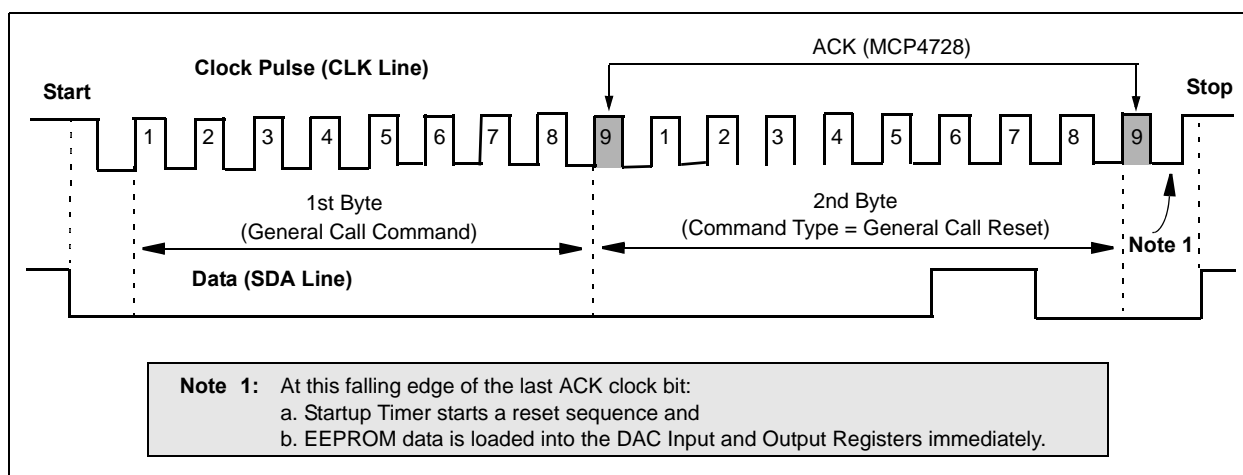 ACK (MCP4728)
Clock Pulse (CLK Line)
Start
Stop
1 2 3 4 5 6 7 8 9 1 2 3 4 5 6 7 8 9
1st Byte
(General Call Command)
2nd Byte
(Command Type = General Call Reset)
Note 1
Data (SDA Line)
Note 1: At this falling edge of the last ACK clock bit:
a. Startup Timer starts a reset sequence and
b. EEPROM data is loaded into the DAC Input and Output Registers immediately.